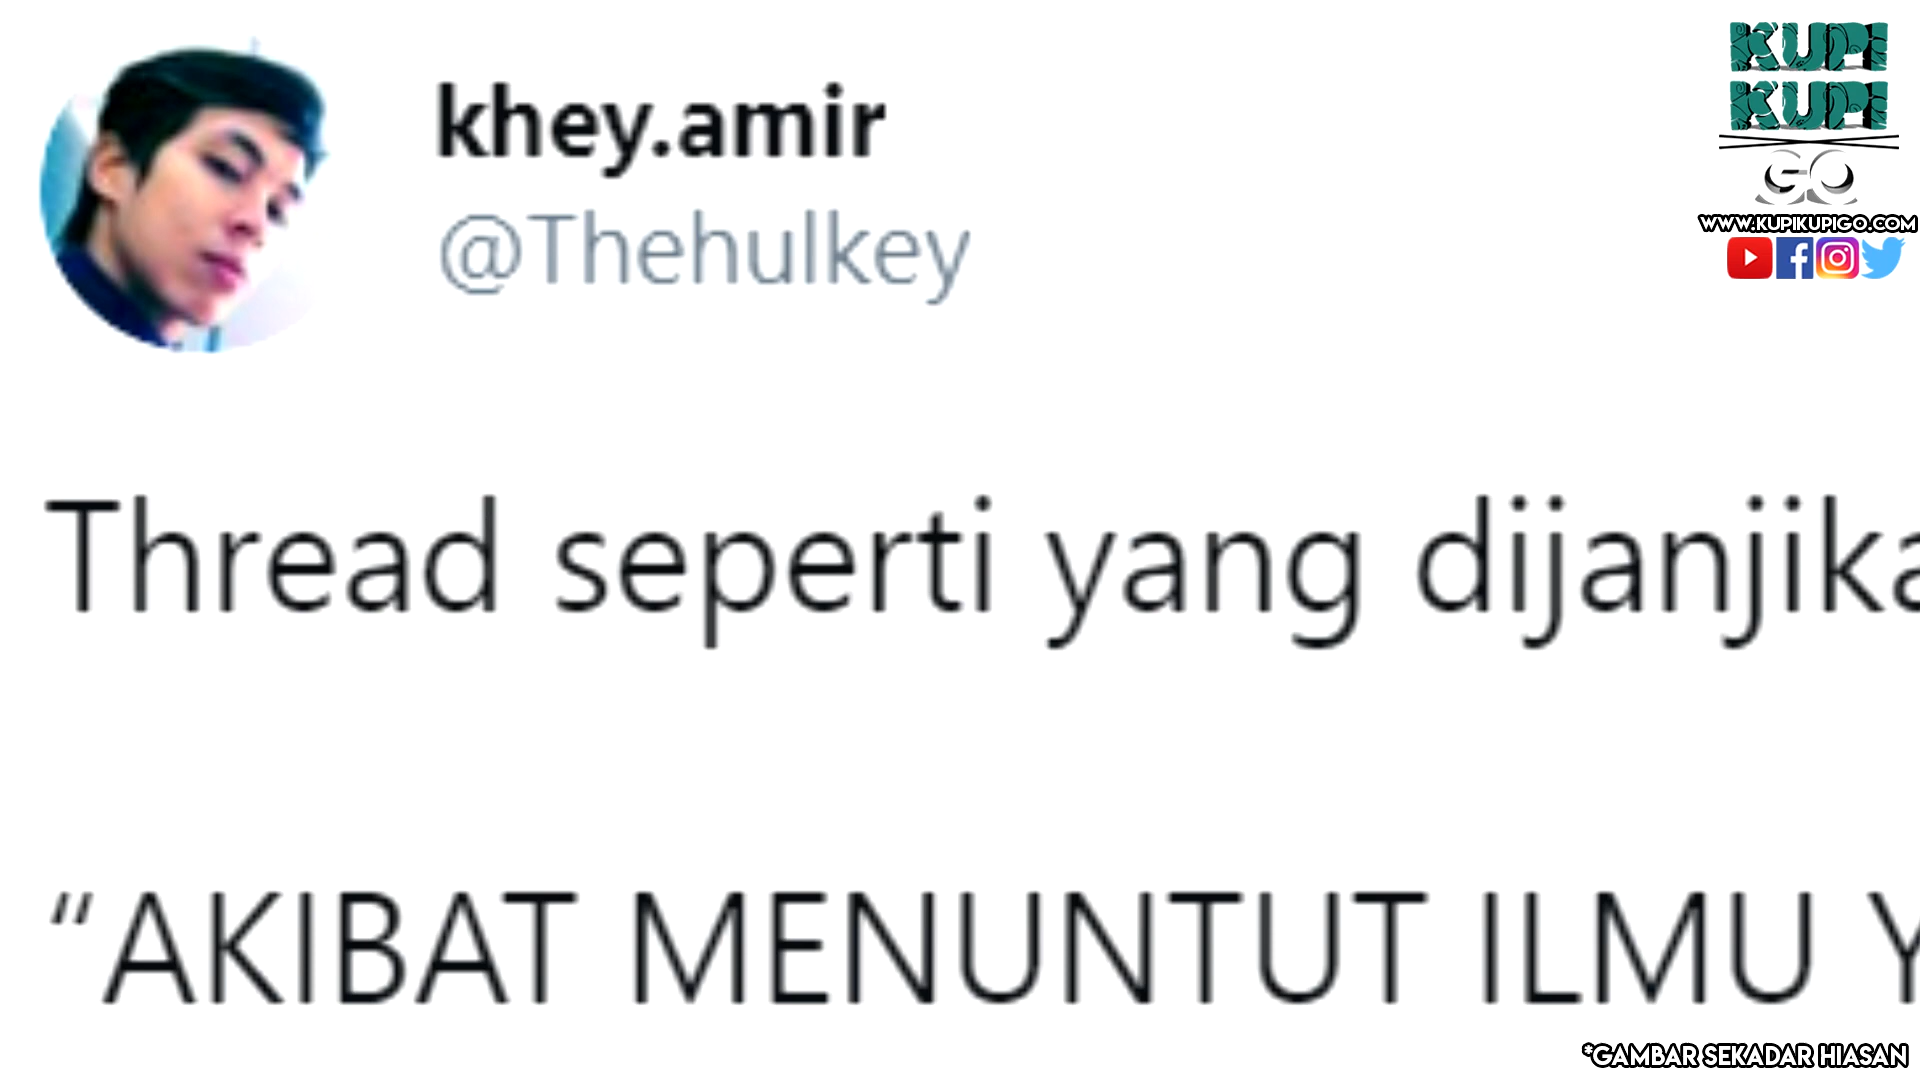 khey.amir
@Thehulkey
KUPI
KUPI
GO
WWW.KUPIKUPIGO.COM
Thread seperti yang dijanjika
“AKIBAT MENUNTUT ILMU Y
*GAMBAR SEKADAR HIASAN